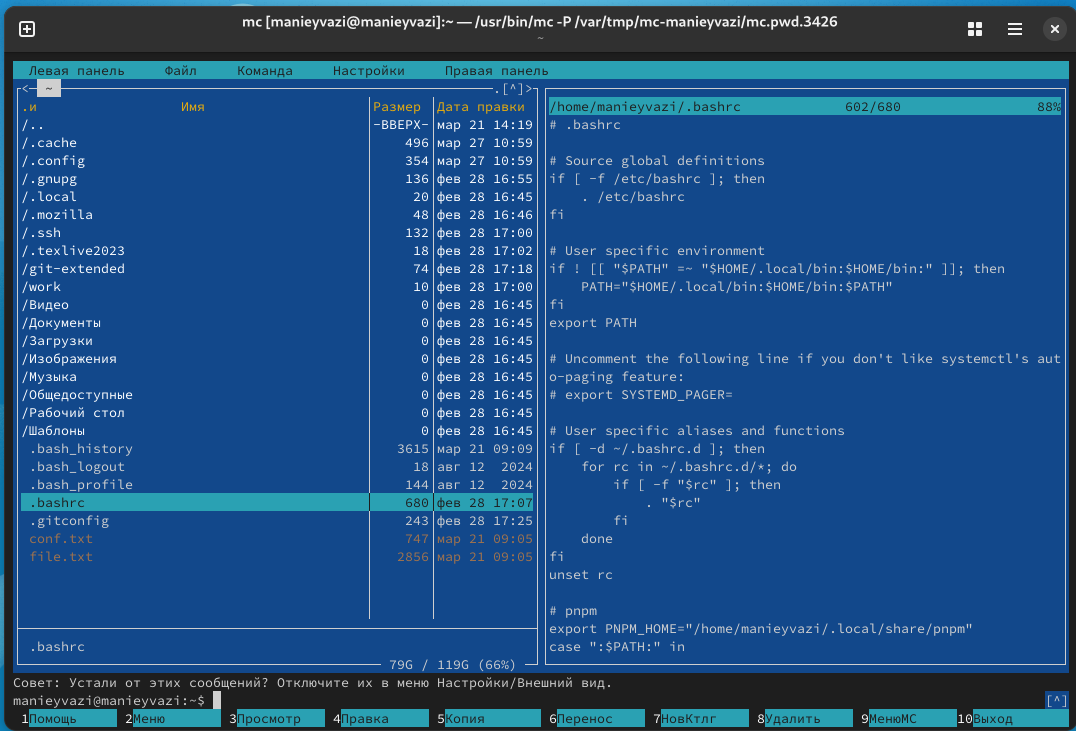 mc [manieyvazi@manieyvazi]:~ — /usr/bin/mc -P /var/tmp/mc-manieyvazi/mc.pwd.3426
~
Левая панель Файл Команда Настройки Правая панель
<─ ~ .[^]>
.и Имя Размер Дата правки
/.. -ВВЕРХ- мар 21 14:19
/.cache 496 мар 27 10:59
/.config 354 мар 27 10:59
/.gnupg 136 фев 28 16:55
/.local 20 фев 28 16:45
/.mozilla 48 фев 28 16:46
/.ssh 132 фев 28 17:00
/.texlive2023 18 фев 28 17:02
/git-extended 74 фев 28 17:18
/work 10 фев 28 17:00
/Видео 0 фев 28 16:45
/Документы 0 фев 28 16:45
/Загрузки 0 фев 28 16:45
/Изображения 0 фев 28 16:45
/Музыка 0 фев 28 16:45
/Общедоступные 0 фев 28 16:45
/Рабочий стол 0 фев 28 16:45
/Шаблоны 0 фев 28 16:45
.bash_history 3615 мар 21 09:09
.bash_logout 18 авг 12 2024
.bash_profile 144 авг 12 2024
.bashrc 680 фев 28 17:07
.gitconfig 243 фев 28 17:25
conf.txt 747 мар 21 09:05
file.txt 2856 мар 21 09:05
.bashrc
79G / 119G (66%)
/home/manieyvazi/.bashrc 602/680 88%
# .bashrc
# Source global definitions
if [ -f /etc/bashrc ]; then
    . /etc/bashrc
fi
# User specific environment
if ! [[ "$PATH" =~ "$HOME/.local/bin:$HOME/bin:" ]]; then
    PATH="$HOME/.local/bin:$HOME/bin:$PATH"
fi
export PATH
# Uncomment the following line if you don't like systemctl's aut
o-paging feature:
# export SYSTEMD_PAGER=
# User specific aliases and functions
if [ -d ~/.bashrc.d ]; then
    for rc in ~/.bashrc.d/*; do
        if [ -f "$rc" ]; then
            . "$rc"
        fi
    done
fi
unset rc
# pnpm
export PNPM_HOME="/home/manieyvazi/.local/share/pnpm"
case ":$PATH:" in
Совет: Устали от этих сообщений? Отключите их в меню Настройки/Внешний вид.
manieyvazi@manieyvazi:~$ [^]
1Помощь 2Меню 3Просмотр 4Правка 5Копия 6Перенос 7НовКтлг 8Удалить 9МенюМС 10Выход